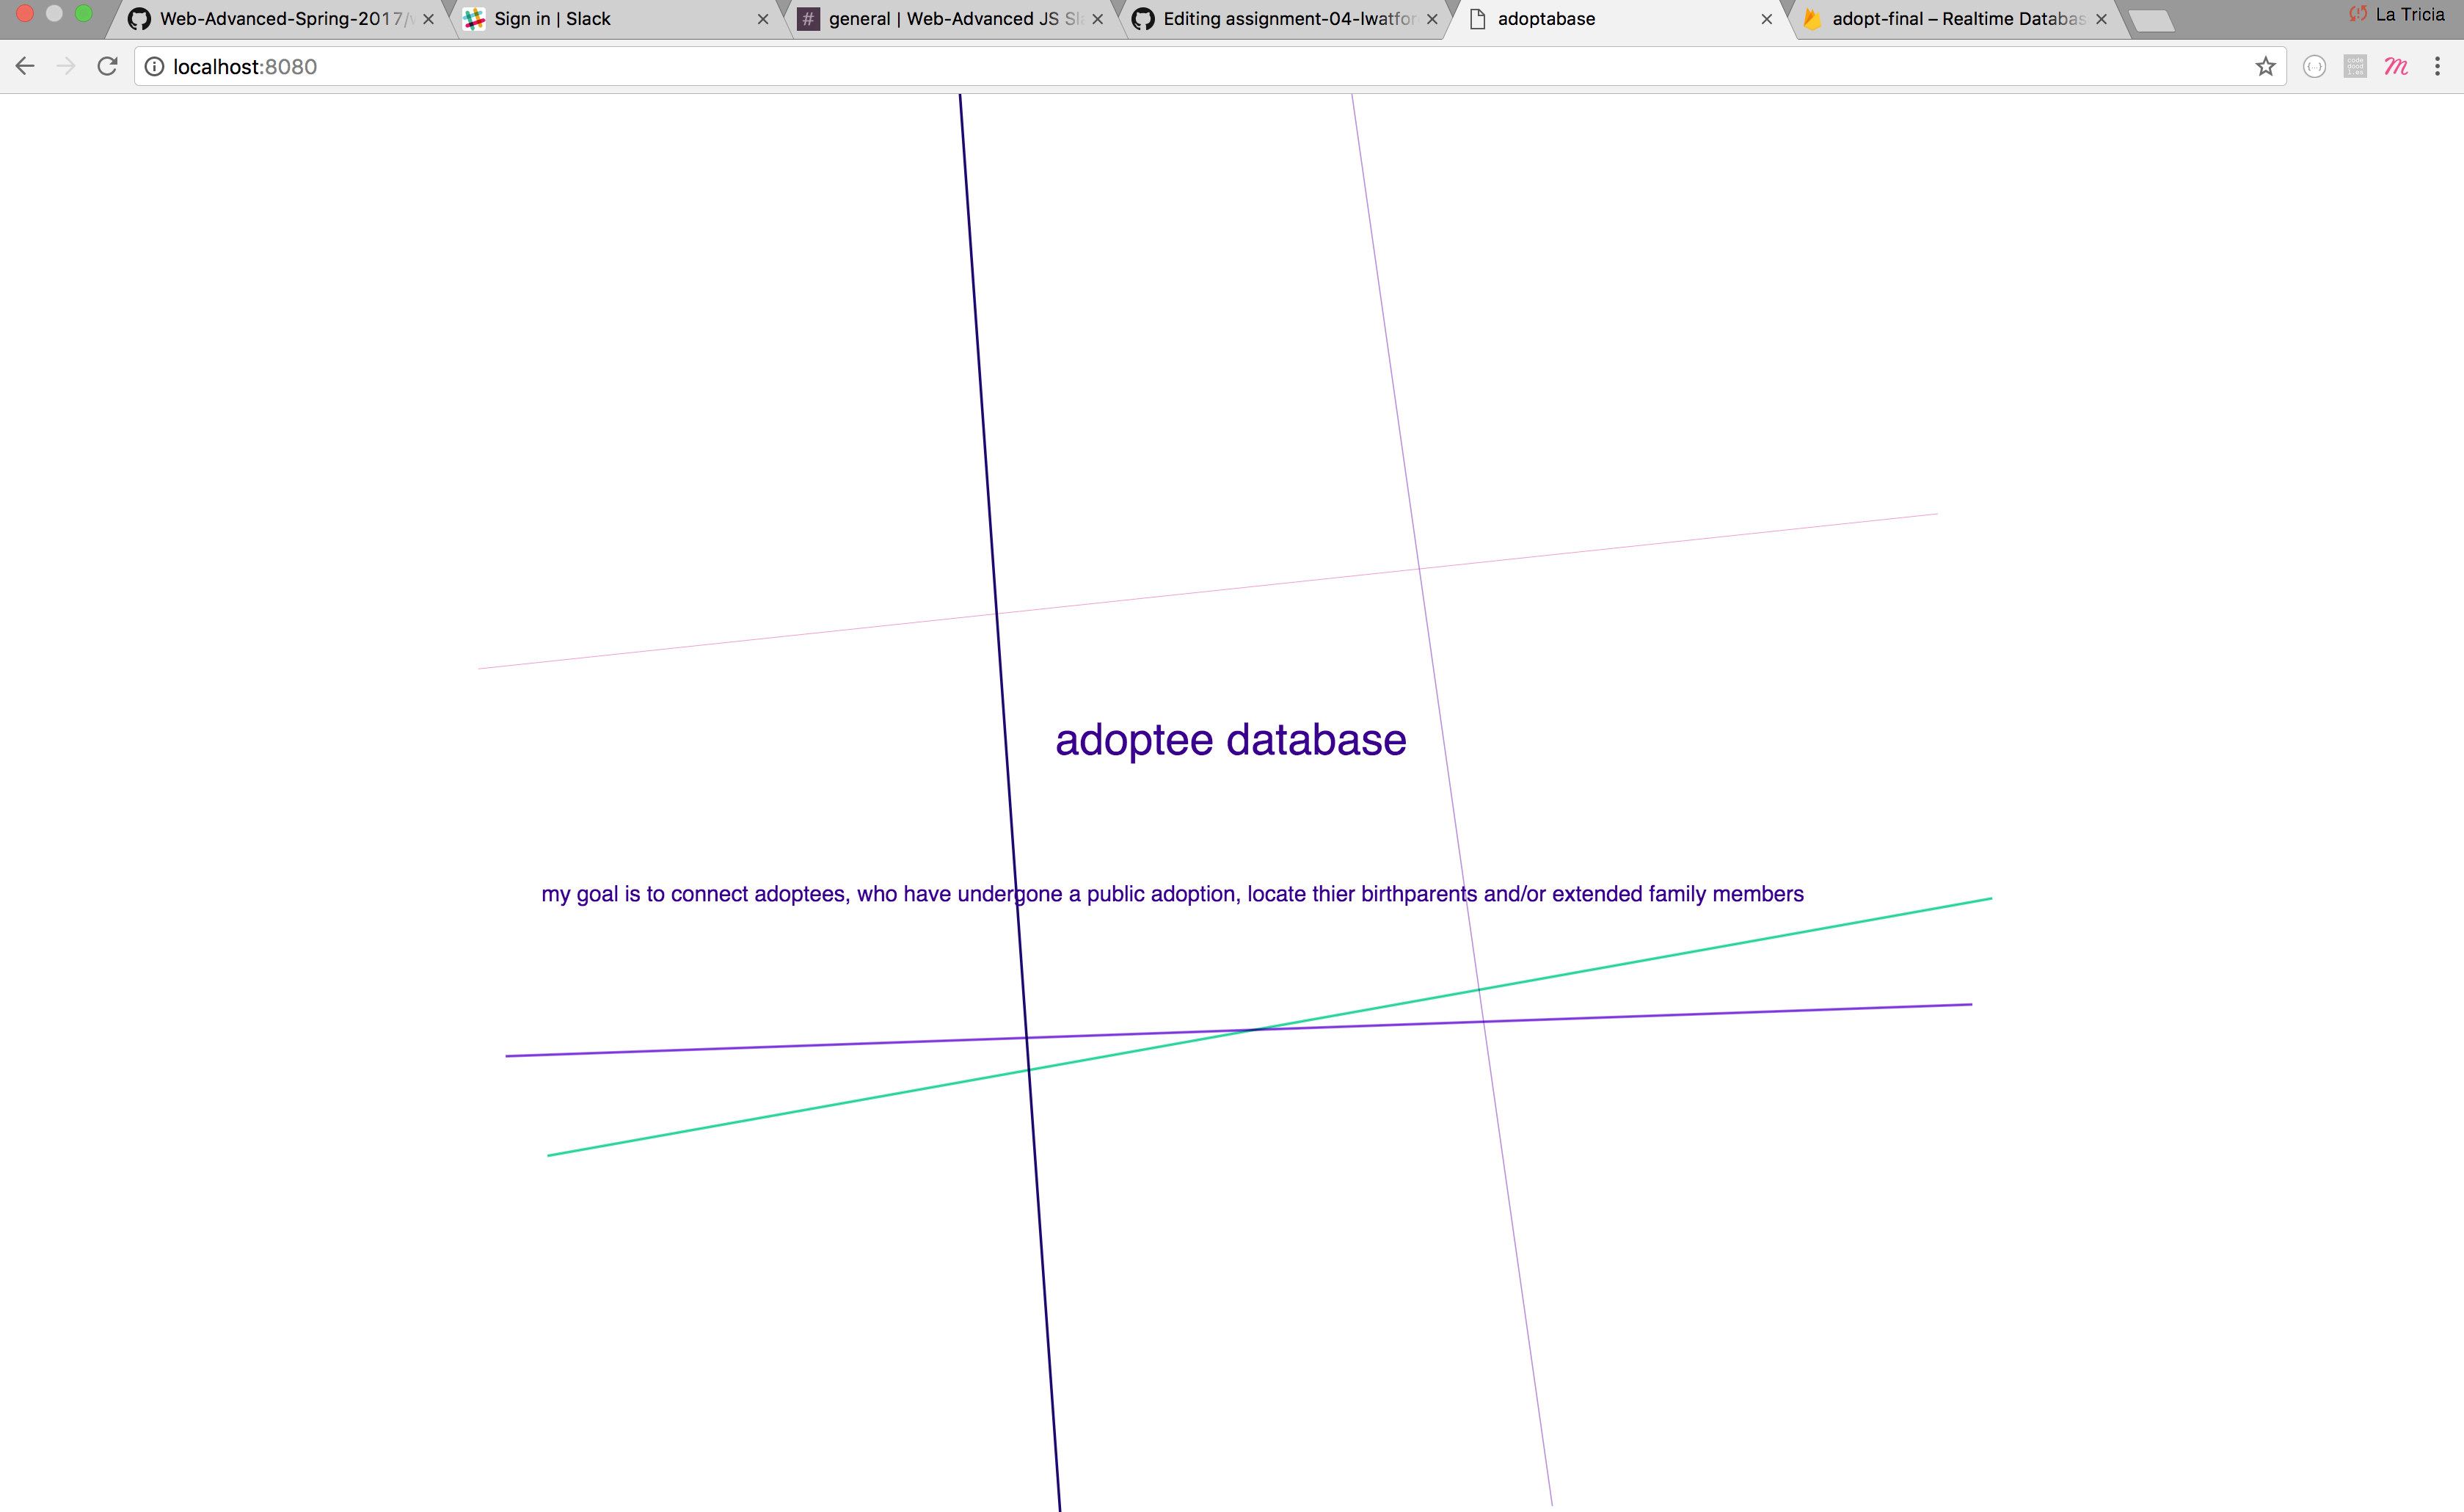 Web-Advanced-Spring-2017/
Sign in | Slack
# general | Web-Advanced JS Sl
Editing assignment-04-lwatfor
adoptabase
adopt-final – Realtime Databas
La Tricia
localhost:8080
adoptee database
my goal is to connect adoptees, who have undergone a public adoption, locate thier birthparents and/or extended family members